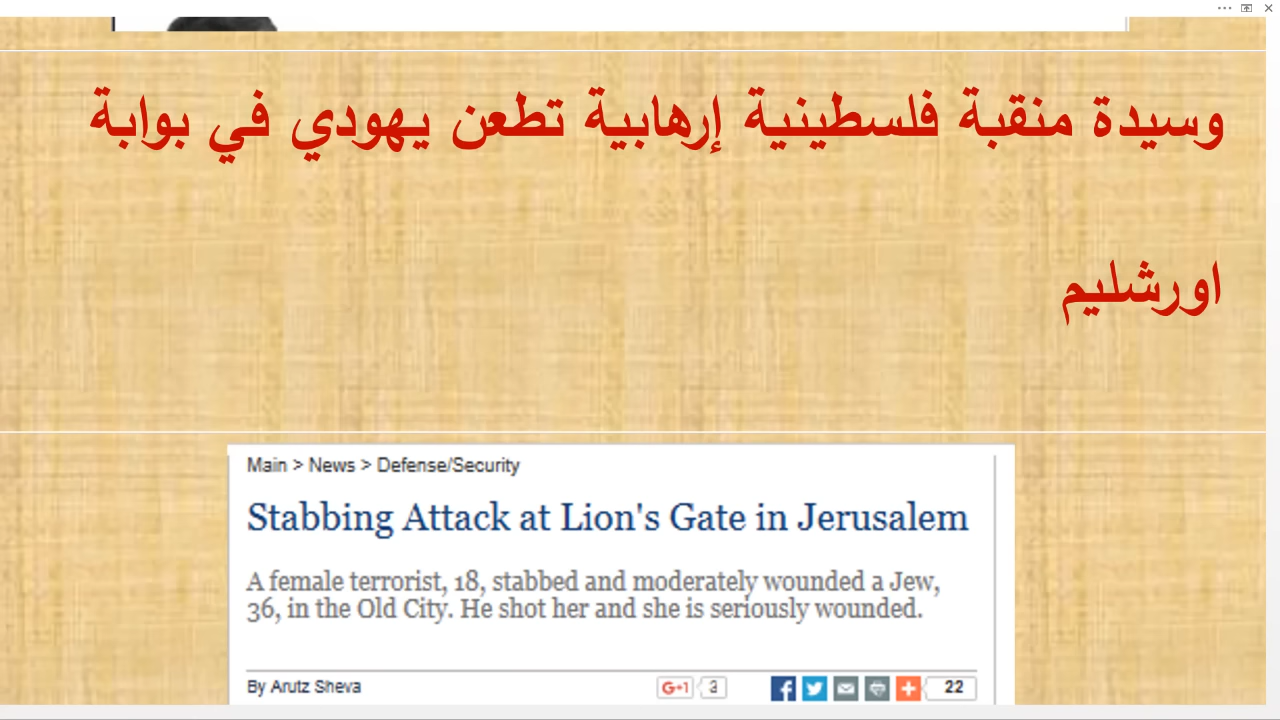 وسيدة منقبة فلسطينية إرهابية تطعن يهودي في بوابة
اورشليم
Main > News > Defense/Security
Stabbing Attack at Lion's Gate in Jerusalem
A female terrorist, 18, stabbed and moderately wounded a Jew,
36, in the Old City. He shot her and she is seriously wounded.
By Arutz Sheva G+1 3 22